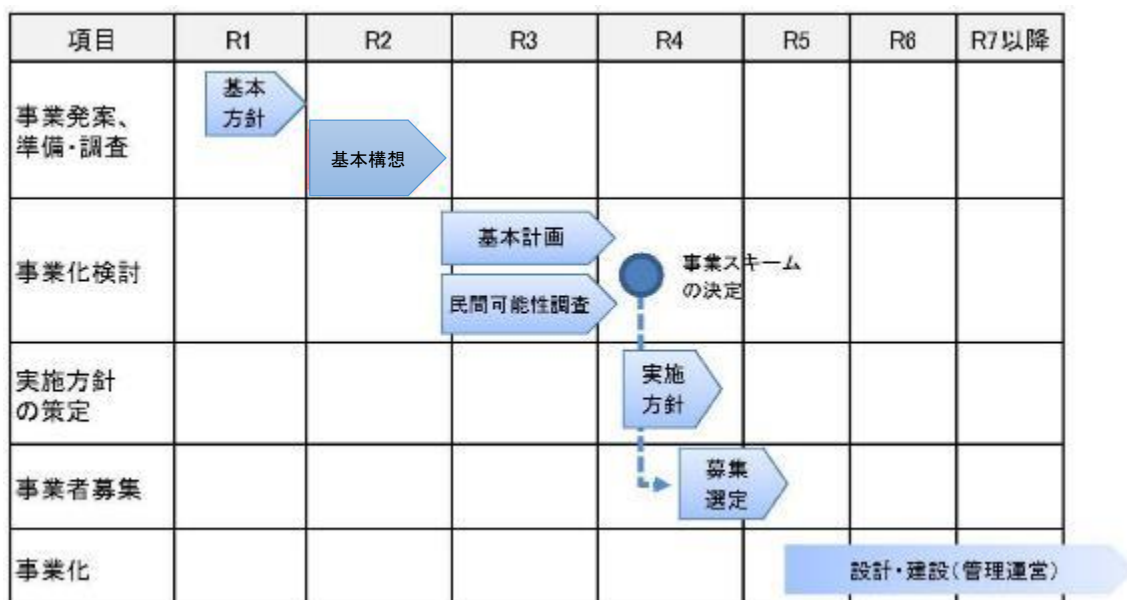 項目 R1 R2 R3 R4 R5 R6 R7以降
事業発案、
準備・調査
基本
方針
基本構想
事業化検討
基本計画
民間可能性調査
事業スキーム
の決定
実施方針
の策定
実施
方針
事業者募集
募集
選定
事業化
設計・建設(管理運営)